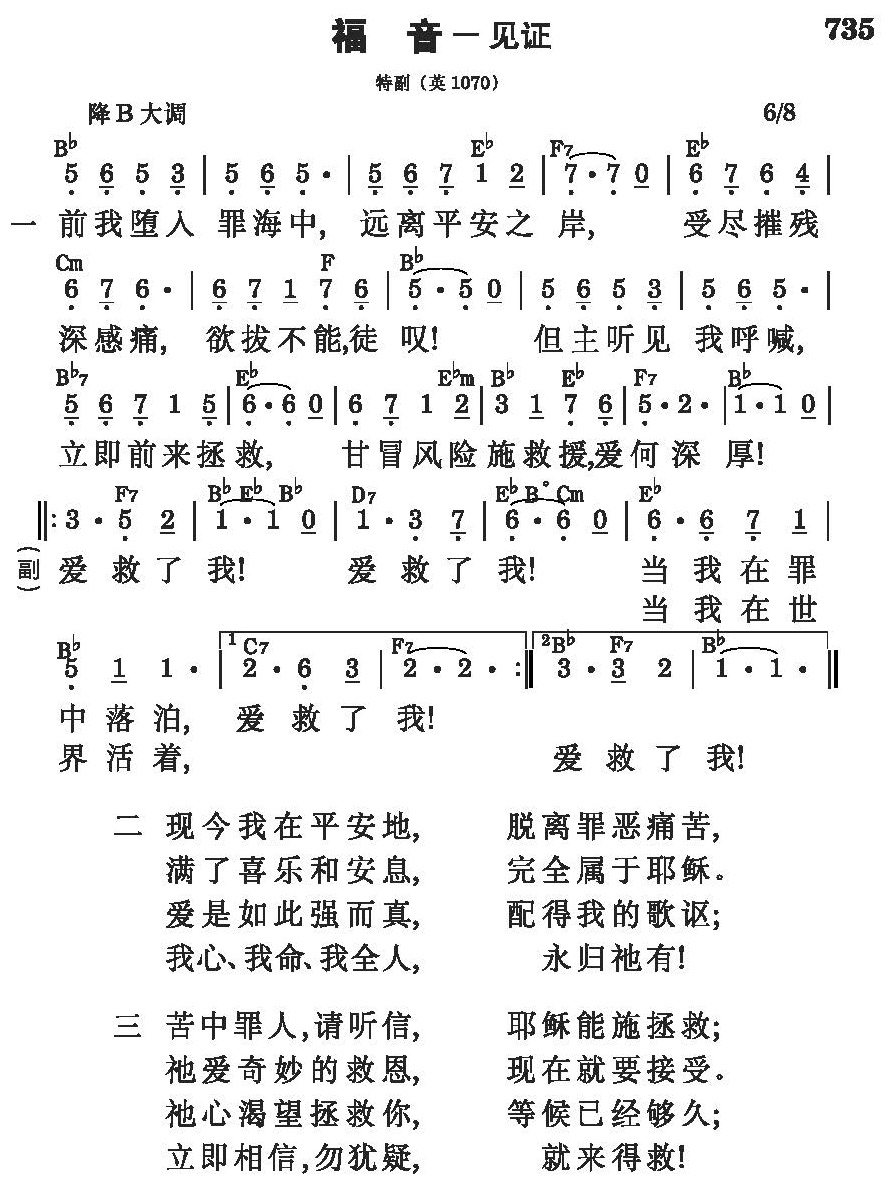 福 音 － 见证 735
特副（英1070）
降B大调 6/8
B♭ E♭ F7 E♭
5 6 5 3 | 5 6 5 · | 5 6 7 1 2 | 7 · 7 0 | 6 7 6 4 |
一 前我堕入 罪海中, 远离平安之 岸, 受尽摧残
Cm F B♭
6 7 6 · | 6 7 1 7 6 | 5 · 5 0 | 5 6 5 3 | 5 6 5 · |
深感痛, 欲拔不能,徒 叹! 但主听见 我呼喊,
B♭7 E♭ E♭m B♭ E♭ F7 B♭
5 6 7 1 5 | 6 · 6 0 | 6 7 1 2 | 3 1 7 6 | 5 · 2 · | 1 · 1 0 |
立即前来拯救, 甘冒风险施救援,爱何深 厚!
F7 B♭ E♭ B♭ D7 E♭ B° Cm E♭
‖: 3 · 5 2 | 1 · 1 0 | 1 · 3 7 | 6 · 6 0 | 6 · 6 7 1 |
(副) 爱 救了 我! 爱 救了 我! 当 我在罪
当 我在世
B♭ 1 C7 F7 2 B♭ F7 B♭
5 1 1 · | 2 · 6 3 | 2 · 2 · :‖ 3 · 3 2 | 1 · 1 · ‖
中落泊, 爱 救了 我!
界活着, 爱 救了 我!
二 现今我在平安地, 脱离罪恶痛苦,
满了喜乐和安息, 完全属于耶稣。
爱是如此强而真, 配得我的歌讴;
我心、我命、我全人, 永归祂有!
三 苦中罪人,请听信, 耶稣能施拯救;
祂爱奇妙的救恩, 现在就要接受。
祂心渴望拯救你, 等候已经够久;
立即相信,勿犹疑, 就来得救!